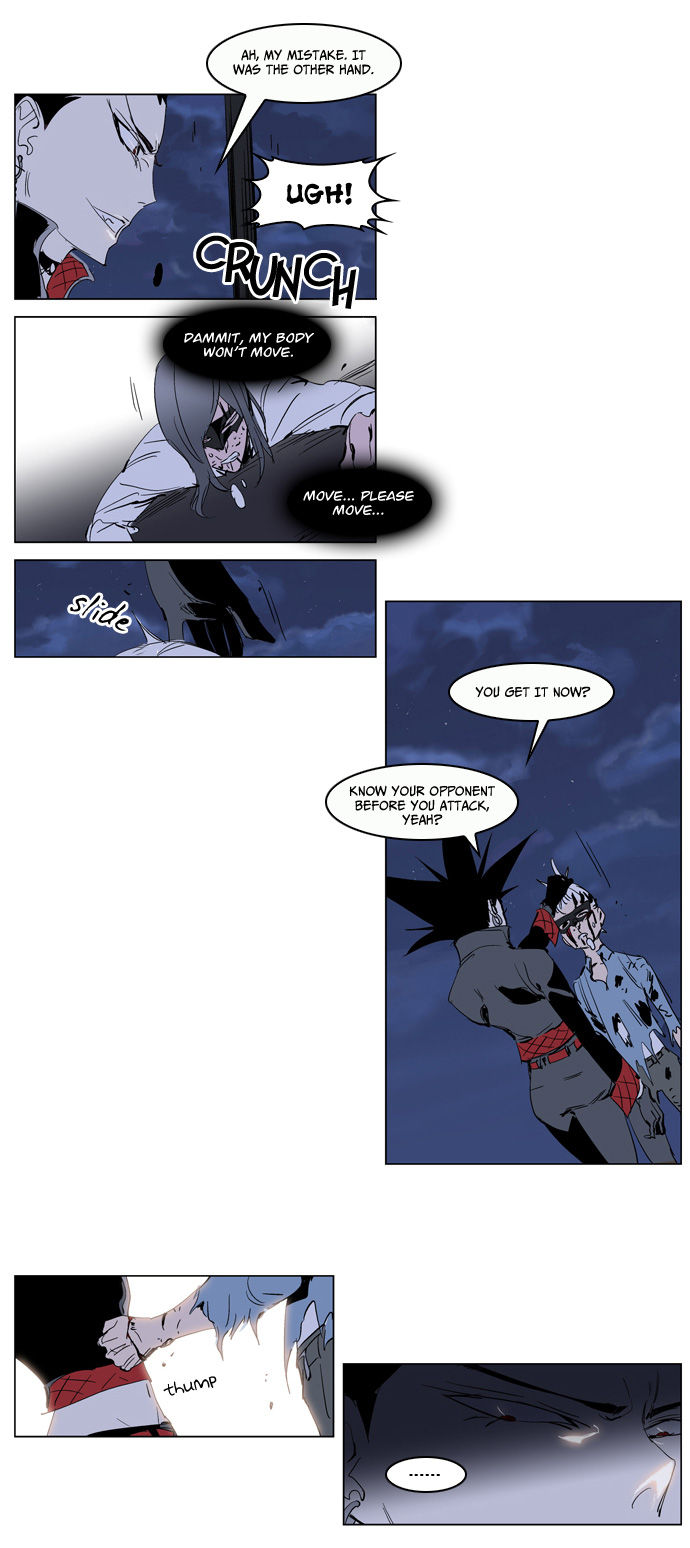 AH, MY MISTAKE. IT
WAS THE OTHER HAND.
UGH!
CRUNCH
DAMMIT, MY BODY
WON'T MOVE.
MOVE... PLEASE
MOVE...
slide
YOU GET IT NOW?
KNOW YOUR OPPONENT
BEFORE YOU ATTACK,
YEAH?
thump
------